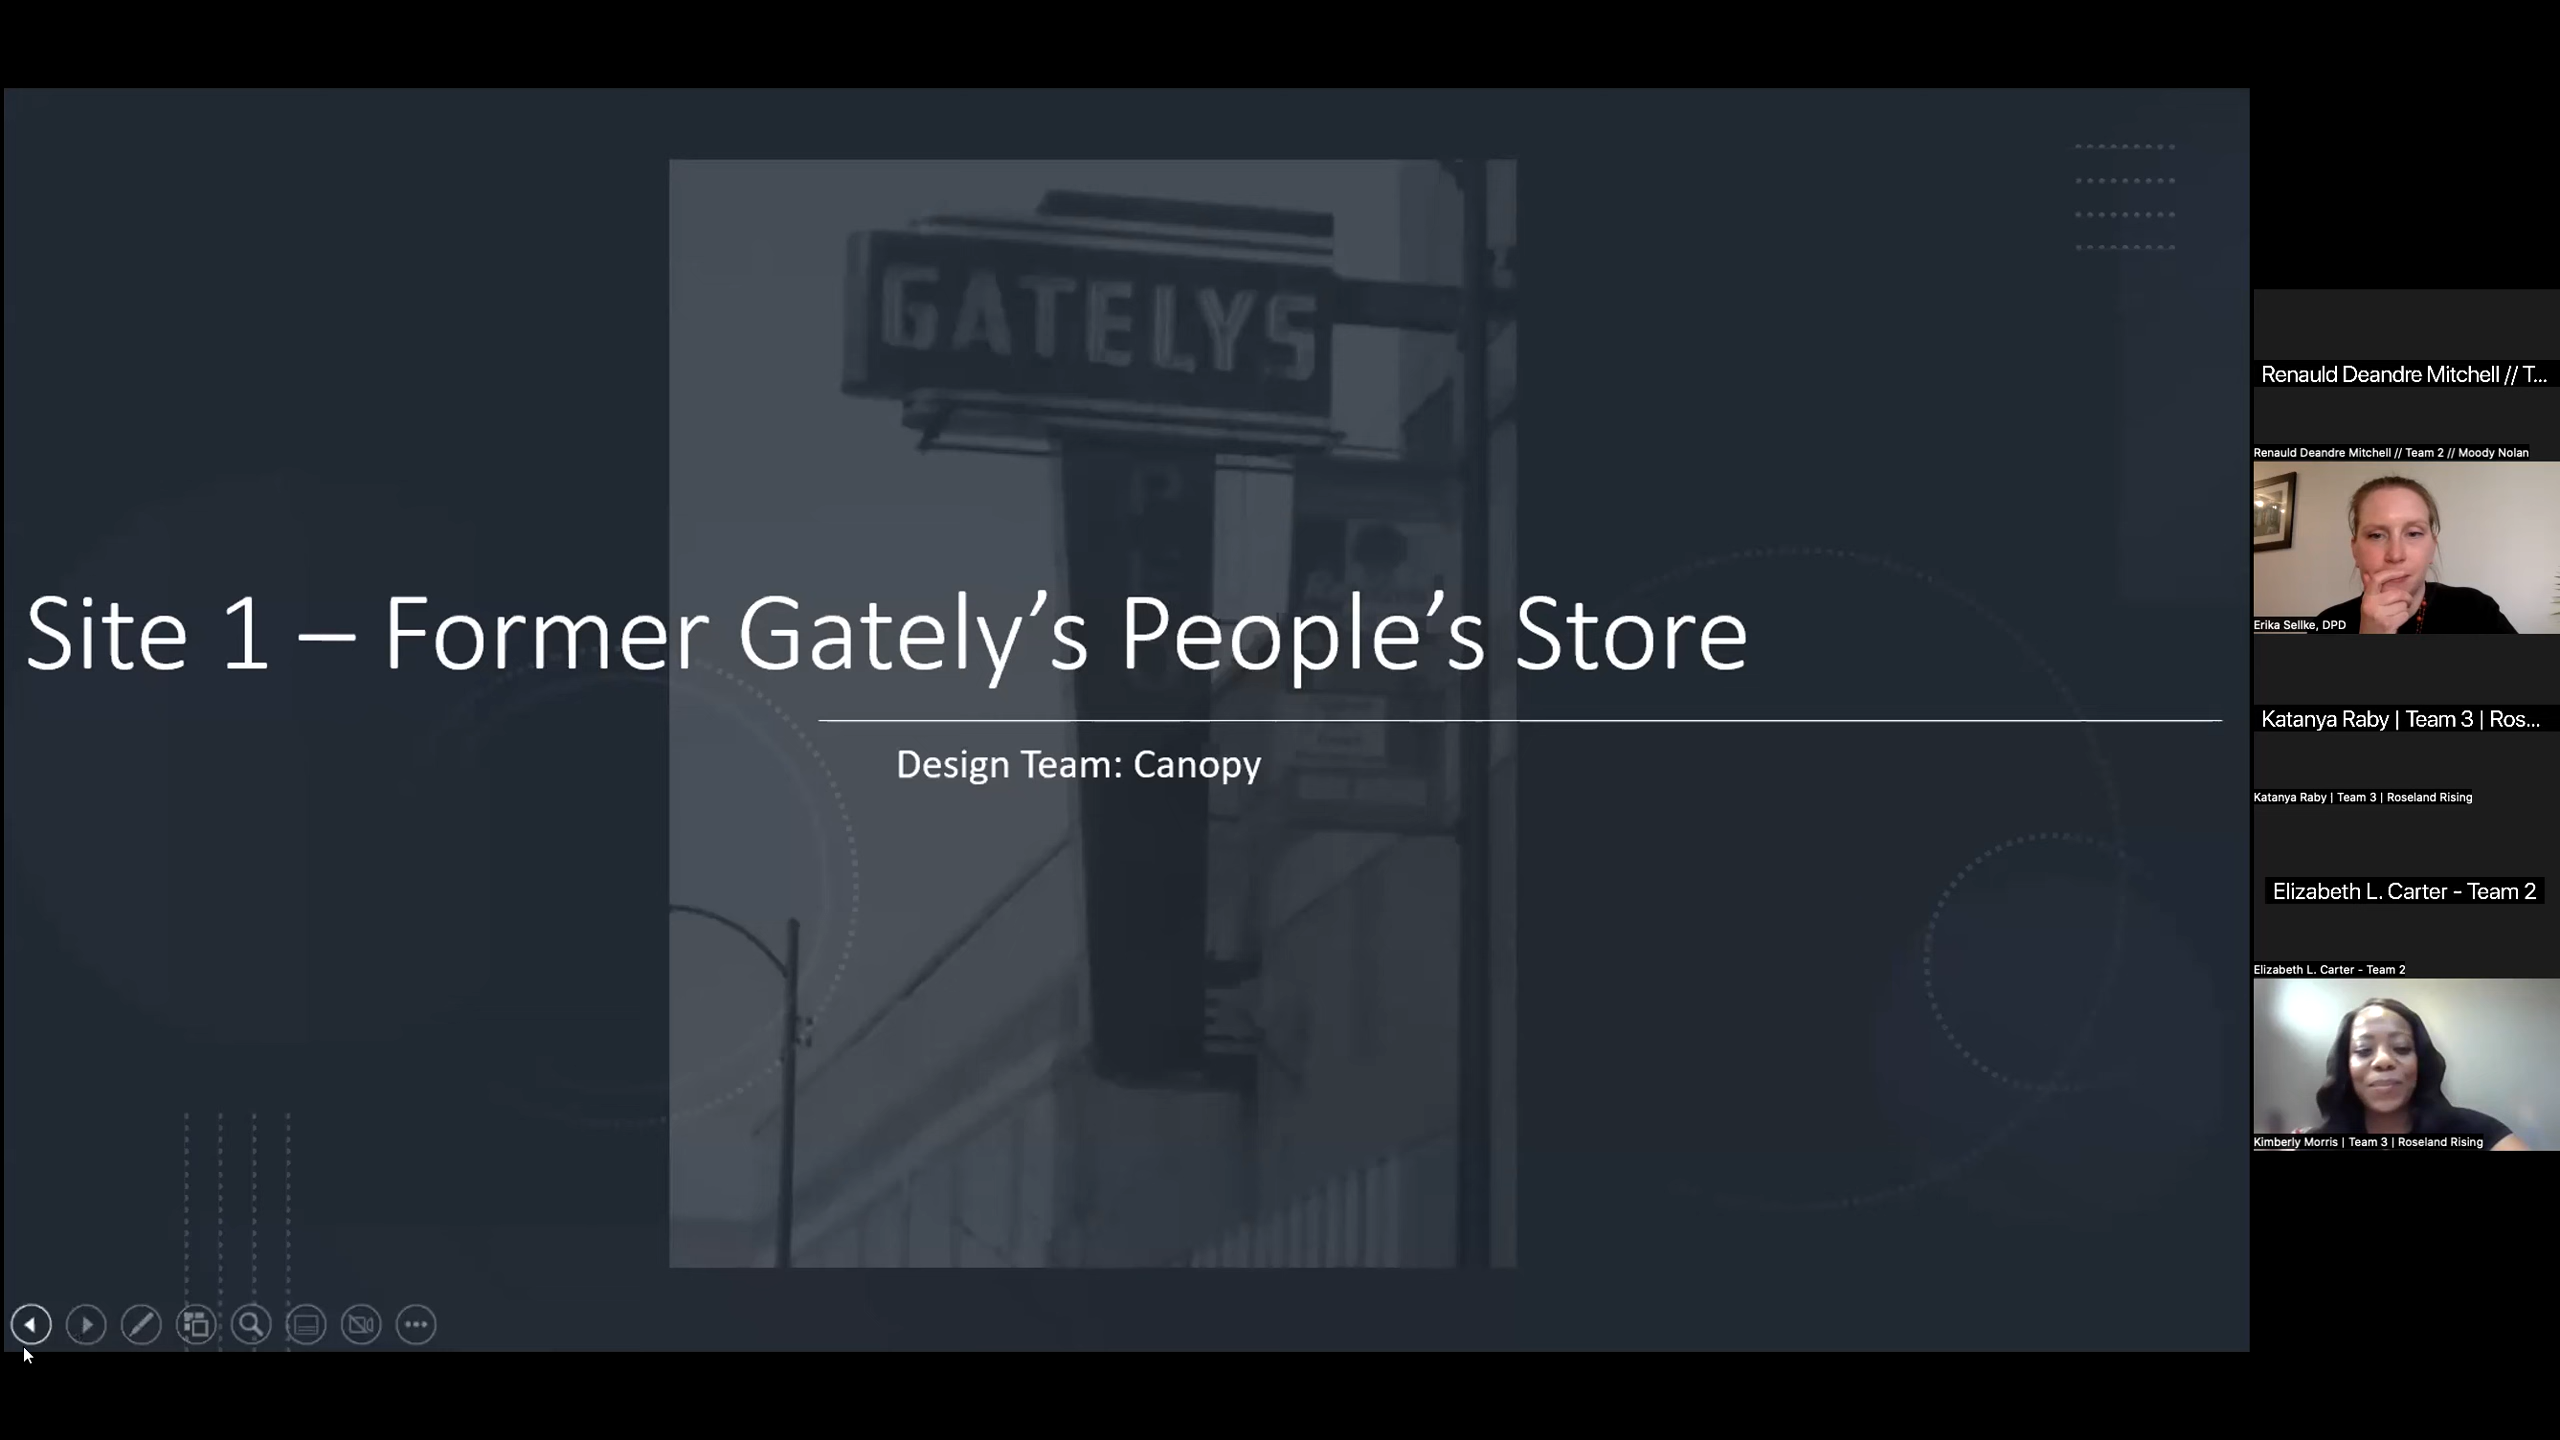 GATELYS
Site 1 – Former Gately’s People’s Store
Design Team: Canopy
Renauld Deandre Mitchell // T...
Renauld Deandre Mitchell // Team 2 // Moody Nolan
Erika Sellke, DPD
Katanya Raby | Team 3 | Ros...
Katanya Raby | Team 3 | Roseland Rising
Elizabeth L. Carter - Team 2
Elizabeth L. Carter - Team 2
Kimberly Morris | Team 3 | Roseland Rising